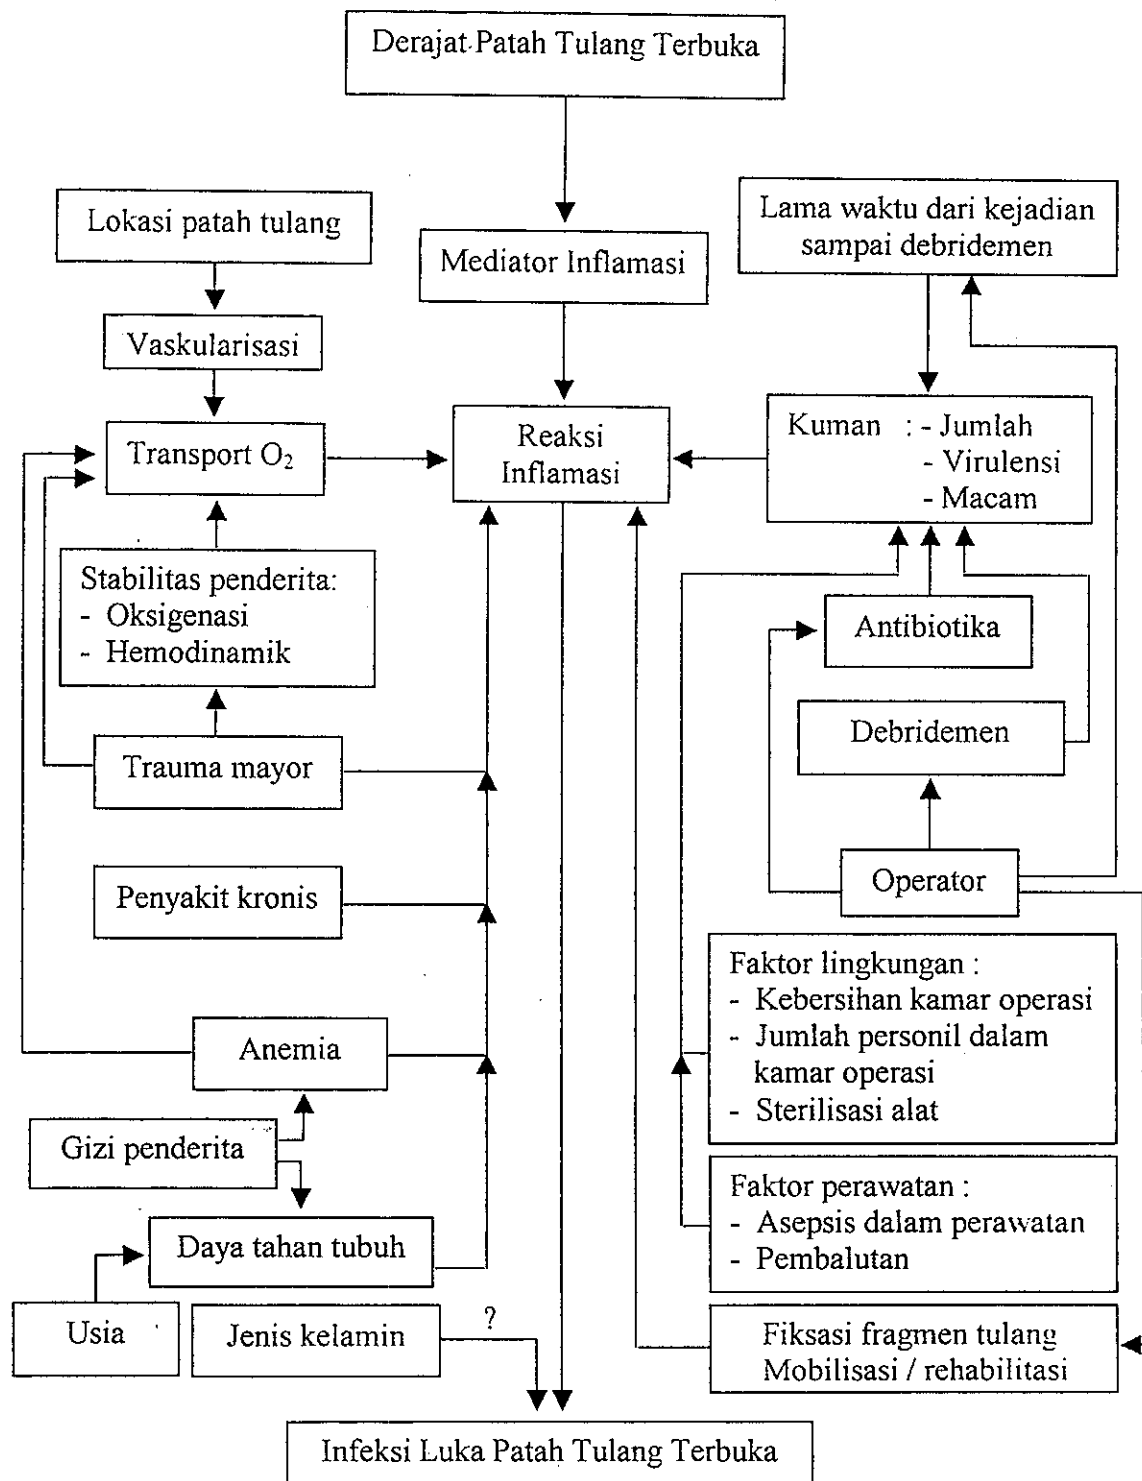 Derajat Patah Tulang Terbuka
Lokasi patah tulang
Mediator Inflamasi
Lama waktu dari kejadian
sampai debridemen
Vaskularisasi
Transport O₂
Reaksi
Inflamasi
Kuman : - Jumlah
- Virulensi
- Macam
Stabilitas penderita:
- Oksigenasi
- Hemodinamik
Antibiotika
Trauma mayor
Debridemen
Penyakit kronis
Operator
Anemia
Faktor lingkungan :
- Kebersihan kamar operasi
- Jumlah personil dalam
kamar operasi
- Sterilisasi alat
Gizi penderita
Daya tahan tubuh
Faktor perawatan :
- Asepsis dalam perawatan
- Pembalutan
Usia
Jenis kelamin
?
Fiksasi fragmen tulang
Mobilisasi / rehabilitasi
Infeksi Luka Patah Tulang Terbuka